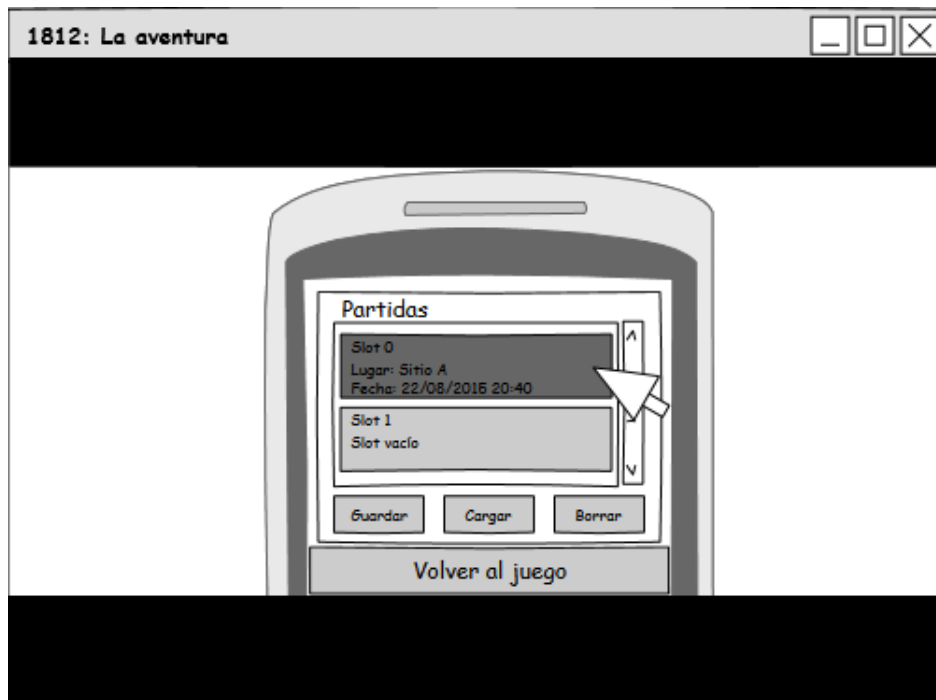 1812: La aventura
Partidas
Slot 0
Lugar: Sitio A
Fecha: 22/08/2015 20:40
Slot 1
Slot vacío
Guardar
Cargar
Borrar
Volver al juego